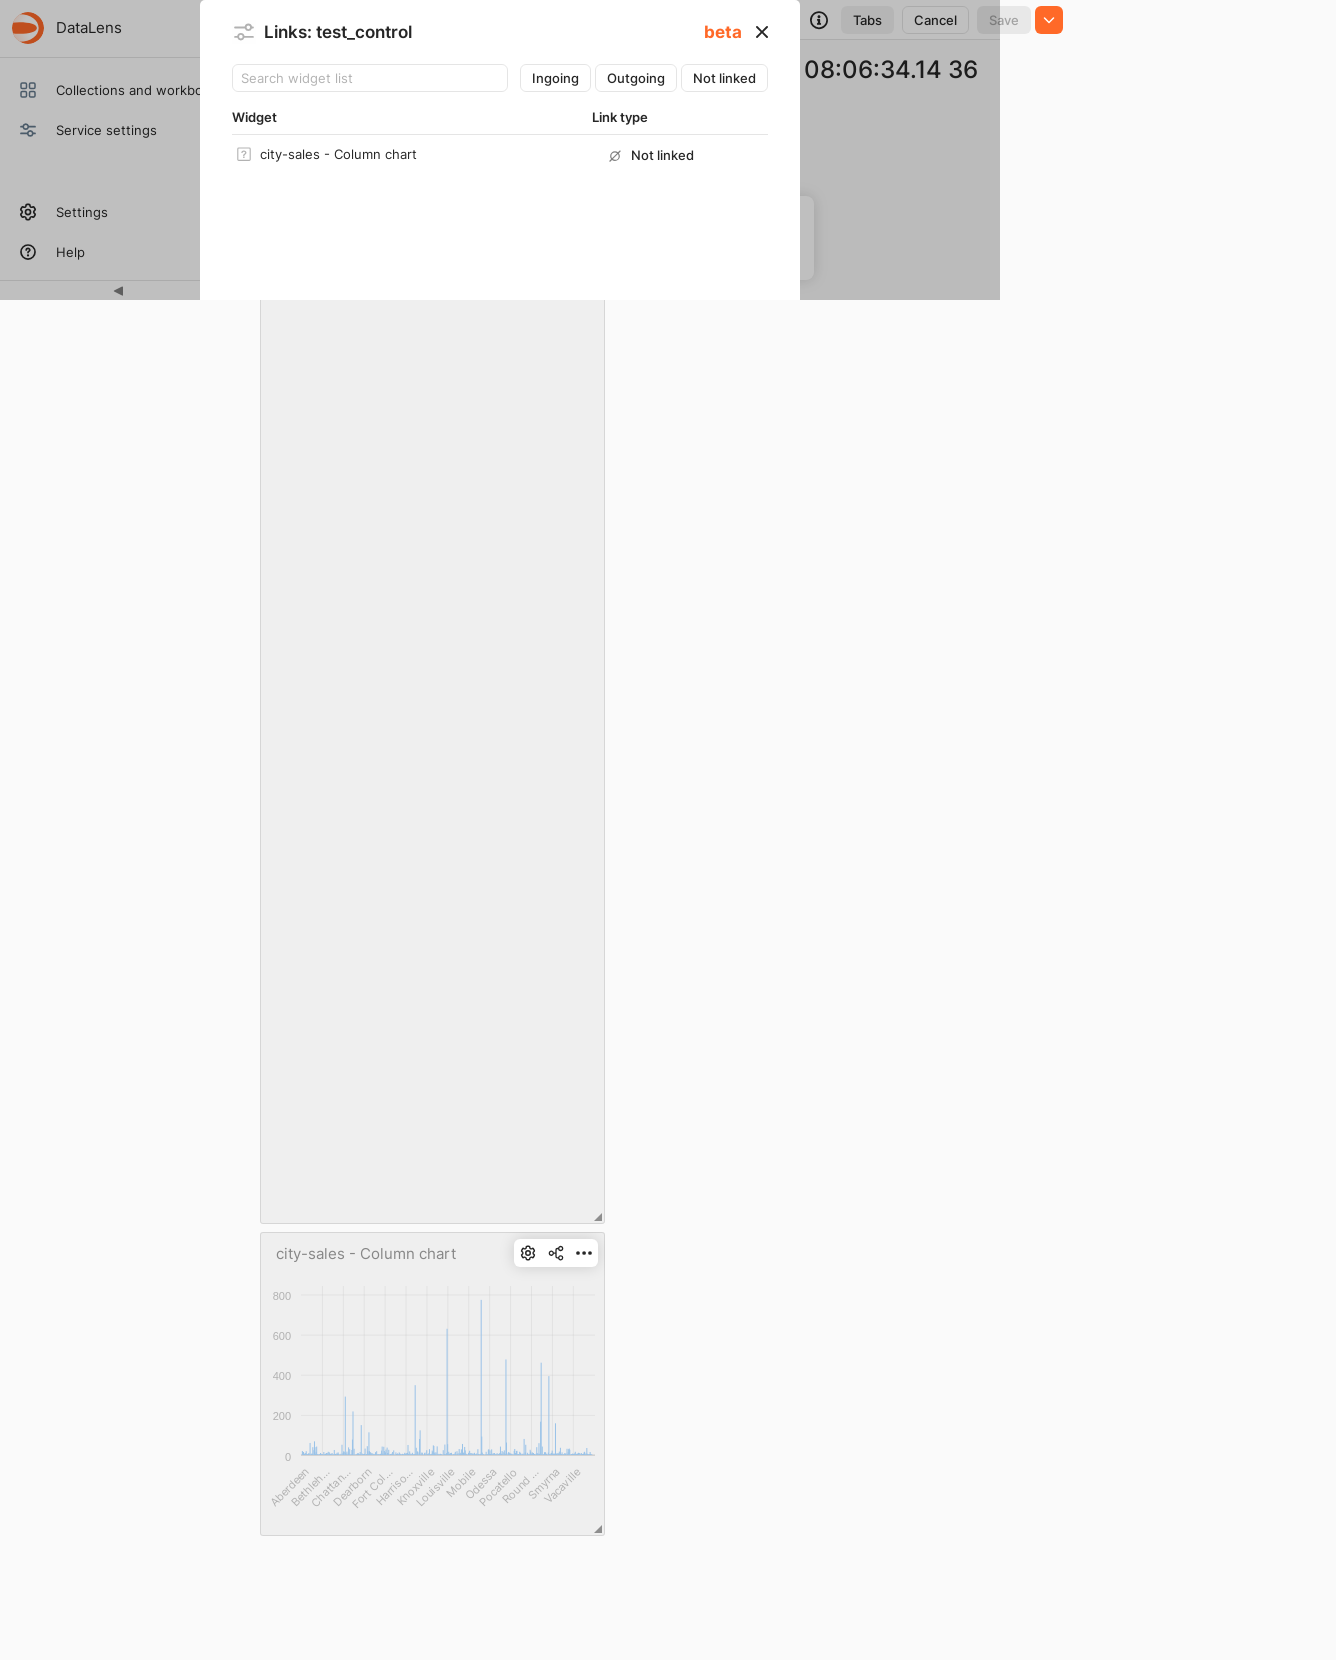 DataLens
Collections and workbo
Service settings
Settings
Help
Links: test_control
beta
Search widget list
Ingoing
Outgoing
Not linked
Widget
Link type
city-sales - Column chart
Not linked
Tabs
Cancel
Save
08:06:34.14 36
city-sales - Column chart
800
600
400
200
0
Aberdeen
Bethleh...
Chattan...
Dearborn
Fort Col...
Harriso...
Knoxville
Louisville
Mobile
Odessa
Pocatello
Round ...
Smyrna
Vacaville